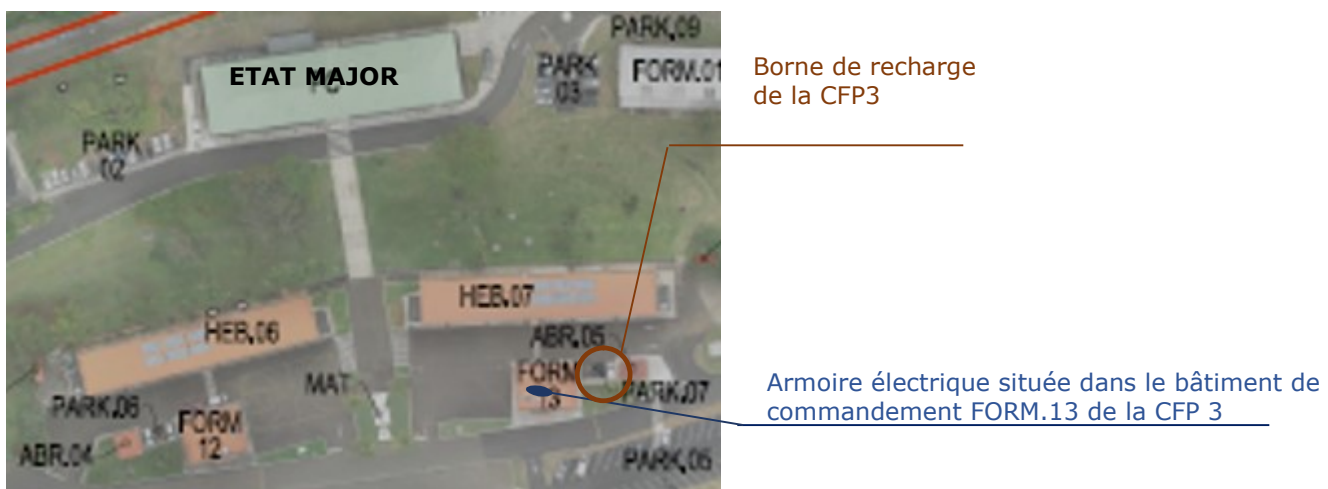 PARK.09
ETAT MAJOR
PARK
03
FORM.01
Borne de recharge
de la CFP3
PARK
02
HEB.07
HEB.06
ABR.05
FORM
13
MAT
PARK.07
Armoire électrique située dans le bâtiment de
commandement FORM.13 de la CFP 3
PARK.06
FORM
12
ABR.04
PARK.05